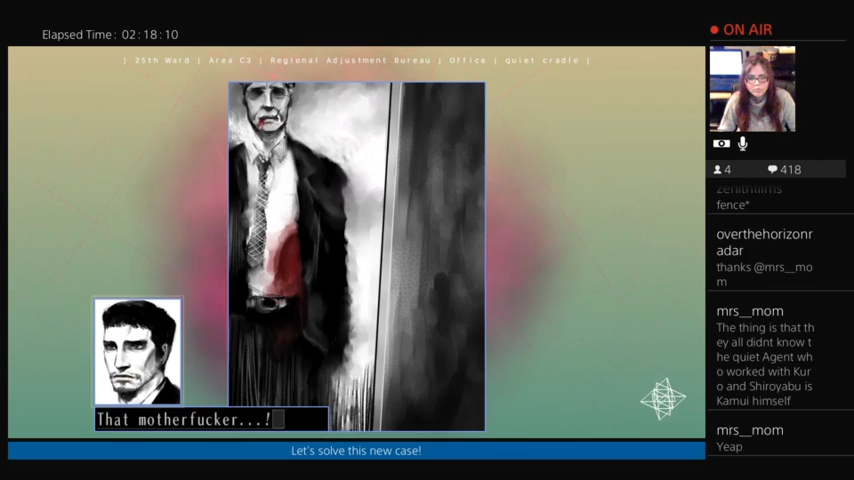 Elapsed Time: 02:18:10
ON AIR
| 25th Ward | Area C3 | Regional Adjustment Bureau | Office | quiet cradle |
4 418
zenithfilms
fence*
overthehorizonr
adar
thanks @mrs__mo
m
mrs__mom
The thing is that th
ey all didnt know t
he quiet Agent wh
o worked with Kur
o and Shiroyabu is
Kamui himself
mrs__mom
Yeap
That motherfucker...!
Let's solve this new case!